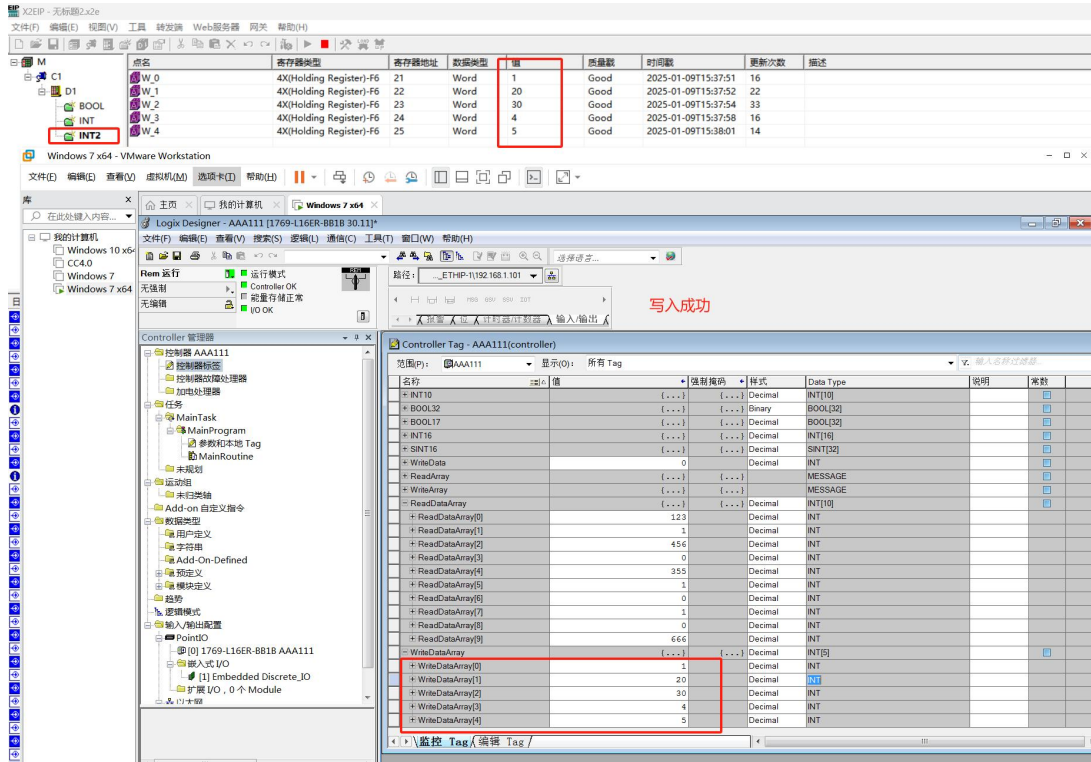 X2EIP - 无标题2.x2e
文件(F) 编辑(E) 视图(V) 工具 转发端 Web服务器 网关 帮助(H)
M
C1
D1
BOOL
INT
INT2
点名 寄存器类型 寄存器地址 数据类型 值 质量戳 时间戳 更新次数 描述
W_0 4X(Holding Register)-F6 21 Word 1 Good 2025-01-09T15:37:51 16
W_1 4X(Holding Register)-F6 22 Word 20 Good 2025-01-09T15:37:52 22
W_2 4X(Holding Register)-F6 23 Word 30 Good 2025-01-09T15:37:54 33
W_3 4X(Holding Register)-F6 24 Word 4 Good 2025-01-09T15:37:58 16
W_4 4X(Holding Register)-F6 25 Word 5 Good 2025-01-09T15:38:01 14
Windows 7 x64 - VMware Workstation
文件(F) 编辑(E) 查看(V) 虚拟机(M) 选项卡(T) 帮助(H)
库
在此处键入内容...
我的计算机
Windows 10 x64
CC4.0
Windows 7
Windows 7 x64
主页 我的计算机 Windows 7 x64
Logix Designer - AAA111 [1769-L16ER-BB1B 30.11]*
文件(F) 编辑(E) 查看(V) 搜索(S) 逻辑(L) 通信(C) 工具(T) 窗口(W) 帮助(H)
选择语言...
Rem 运行
无强制
无编辑
运行模式
Controller OK
能量存储正常
I/O OK
REM
路径: ..._ETHIP-1\192.168.1.101
MSG GSV SSV IOT
报警 位 计时器/计数器 输入/输出
写入成功
Controller 管理器
控制器 AAA111
控制器标签
控制器故障处理器
加电处理器
任务
MainTask
MainProgram
参数和本地 Tag
MainRoutine
未规划
运动组
未归类轴
Add-on 自定义指令
数据类型
用户定义
字符串
Add-On-Defined
预定义
模块定义
趋势
逻辑模式
输入/输出配置
PointIO
[0] 1769-L16ER-BB1B AAA111
嵌入式 I/O
[1] Embedded Discrete_IO
扩展 I/O，0 个 Module
以太网
Controller Tag - AAA111(controller)
范围(P): AAA111 显示(O): 所有 Tag 输入名称过滤器...
名称 值 强制掩码 样式 Data Type 说明 常数
INT10 {...} {...} Decimal INT[10]
BOOL32 {...} {...} Binary BOOL[32]
BOOL17 {...} {...} Decimal BOOL[32]
INT16 {...} {...} Decimal INT[16]
SINT16 {...} {...} Decimal SINT[32]
WriteData 0 Decimal INT
ReadArray {...} {...} MESSAGE
WriteArray {...} {...} MESSAGE
ReadDataArray {...} {...} Decimal INT[10]
ReadDataArray[0] 123 Decimal INT
ReadDataArray[1] 1 Decimal INT
ReadDataArray[2] 456 Decimal INT
ReadDataArray[3] 0 Decimal INT
ReadDataArray[4] 355 Decimal INT
ReadDataArray[5] 1 Decimal INT
ReadDataArray[6] 0 Decimal INT
ReadDataArray[7] 1 Decimal INT
ReadDataArray[8] 0 Decimal INT
ReadDataArray[9] 666 Decimal INT
WriteDataArray {...} {...} Decimal INT[5]
WriteDataArray[0] 1 Decimal INT
WriteDataArray[1] 20 Decimal INT
WriteDataArray[2] 30 Decimal INT
WriteDataArray[3] 4 Decimal INT
WriteDataArray[4] 5 Decimal INT
监控 Tag 编辑 Tag